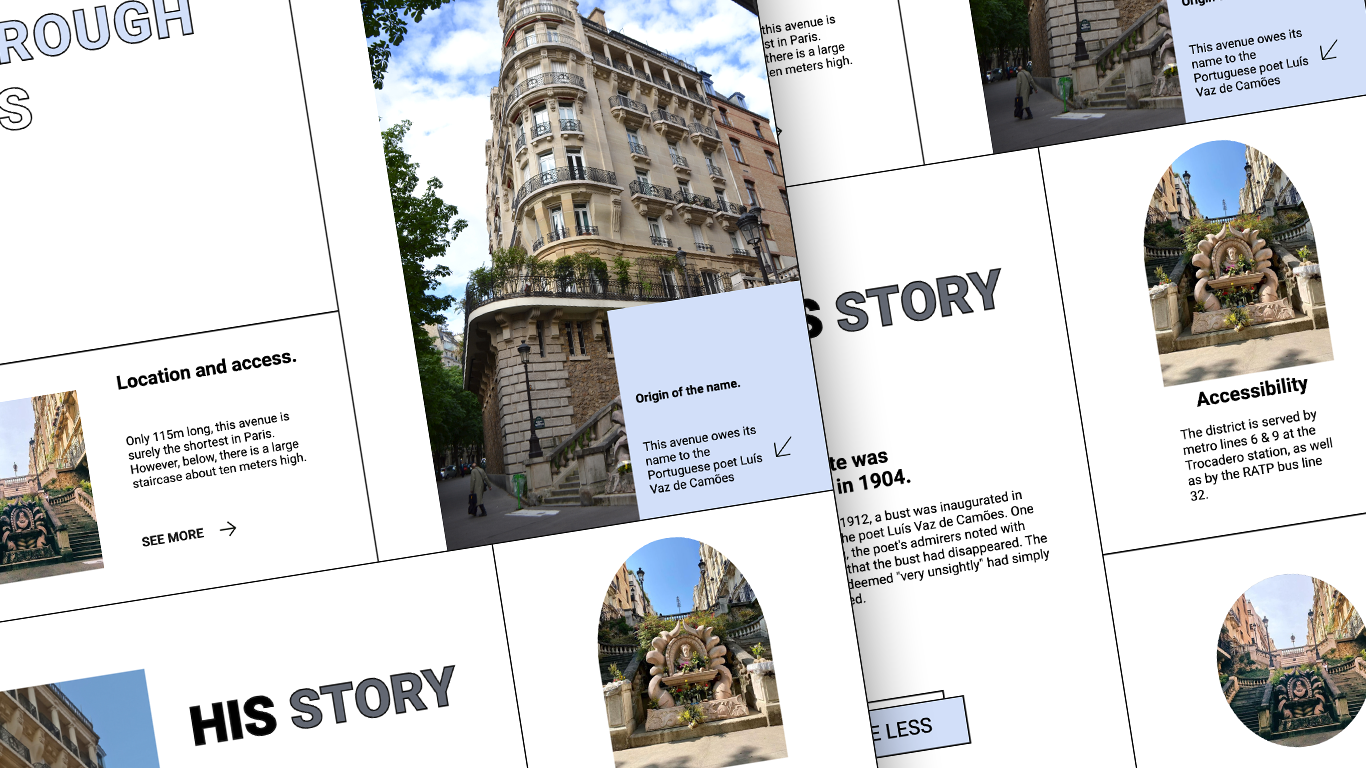 ROUGH
S
Location and access.
Only 115m long, this avenue is
surely the shortest in Paris.
However, below, there is a large
staircase about ten meters high.
SEE MORE
Origin of the name.
This avenue owes its
name to the
Portuguese poet Luís
Vaz de Camões
HIS STORY
this avenue is
st in Paris.
there is a large
en meters high.
This avenue owes its
name to the
Portuguese poet Luís
Vaz de Camões
S STORY
te was
in 1904.
1912, a bust was inaugurated in
he poet Luís Vaz de Camões. One
, the poet's admirers noted with
that the bust had disappeared. The
deemed "very unsightly" had simply
ed.
E LESS
Accessibility
The district is served by
metro lines 6 & 9 at the
Trocadero station, as well
as by the RATP bus line
32.